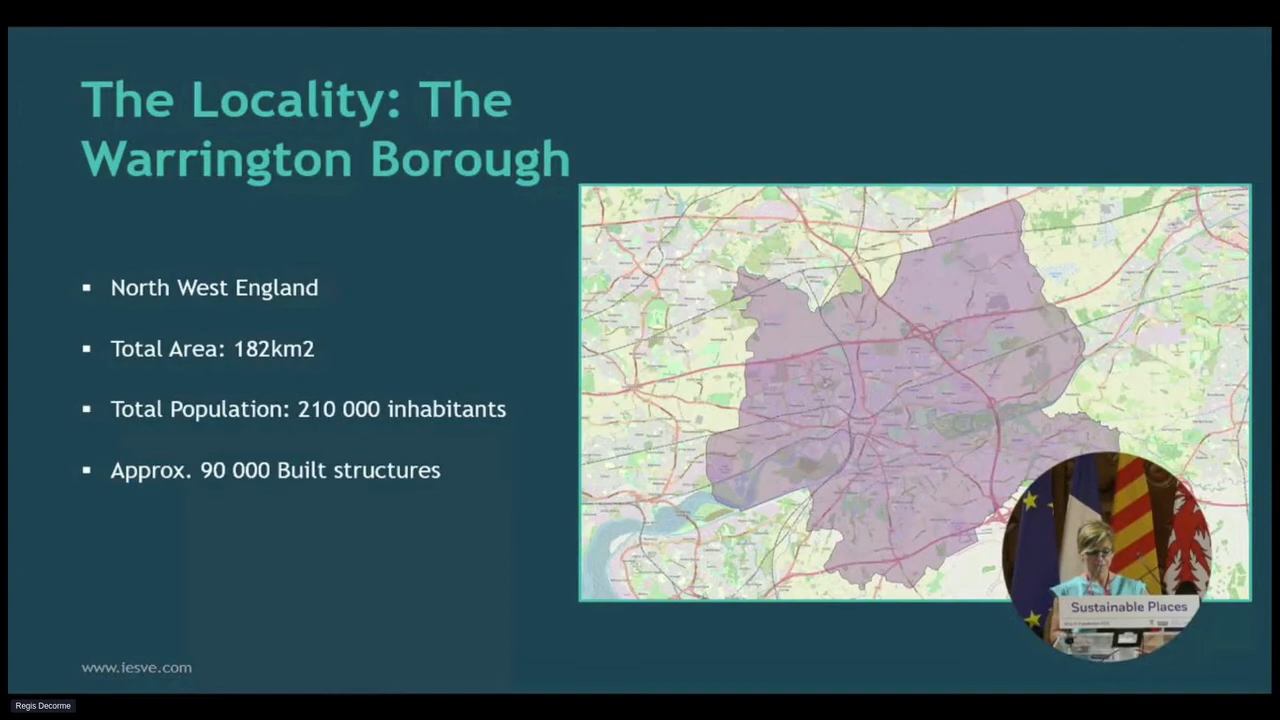 The Locality: The
Warrington Borough
▪ North West England
▪ Total Area: 182km2
▪ Total Population: 210 000 inhabitants
▪ Approx. 90 000 Built structures
Sustainable Places
www.iesve.com
Regis Decorme